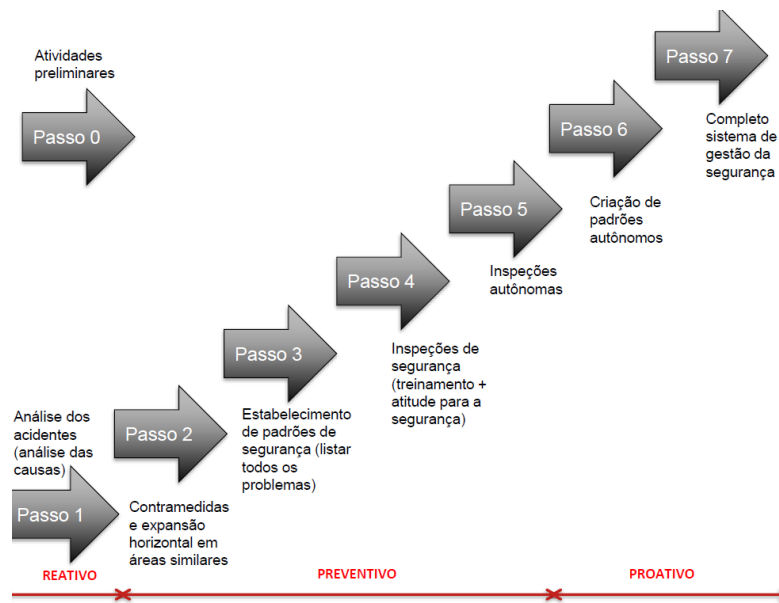 Atividades
preliminares
Passo 0
Análise dos
acidentes
(análise das
causas)
Passo 1
Passo 2
Contramedidas
e expansão
horizontal em
áreas similares
Passo 3
Estabelecimento
de padrões de
segurança (listar
todos os
problemas)
Passo 4
Inspeções de
segurança
(treinamento +
atitude para a
segurança)
Passo 5
Inspeções
autônomas
Passo 6
Criação de
padrões
autônomos
Passo 7
Completo
sistema de
gestão da
segurança
REATIVO
PREVENTIVO
PROATIVO